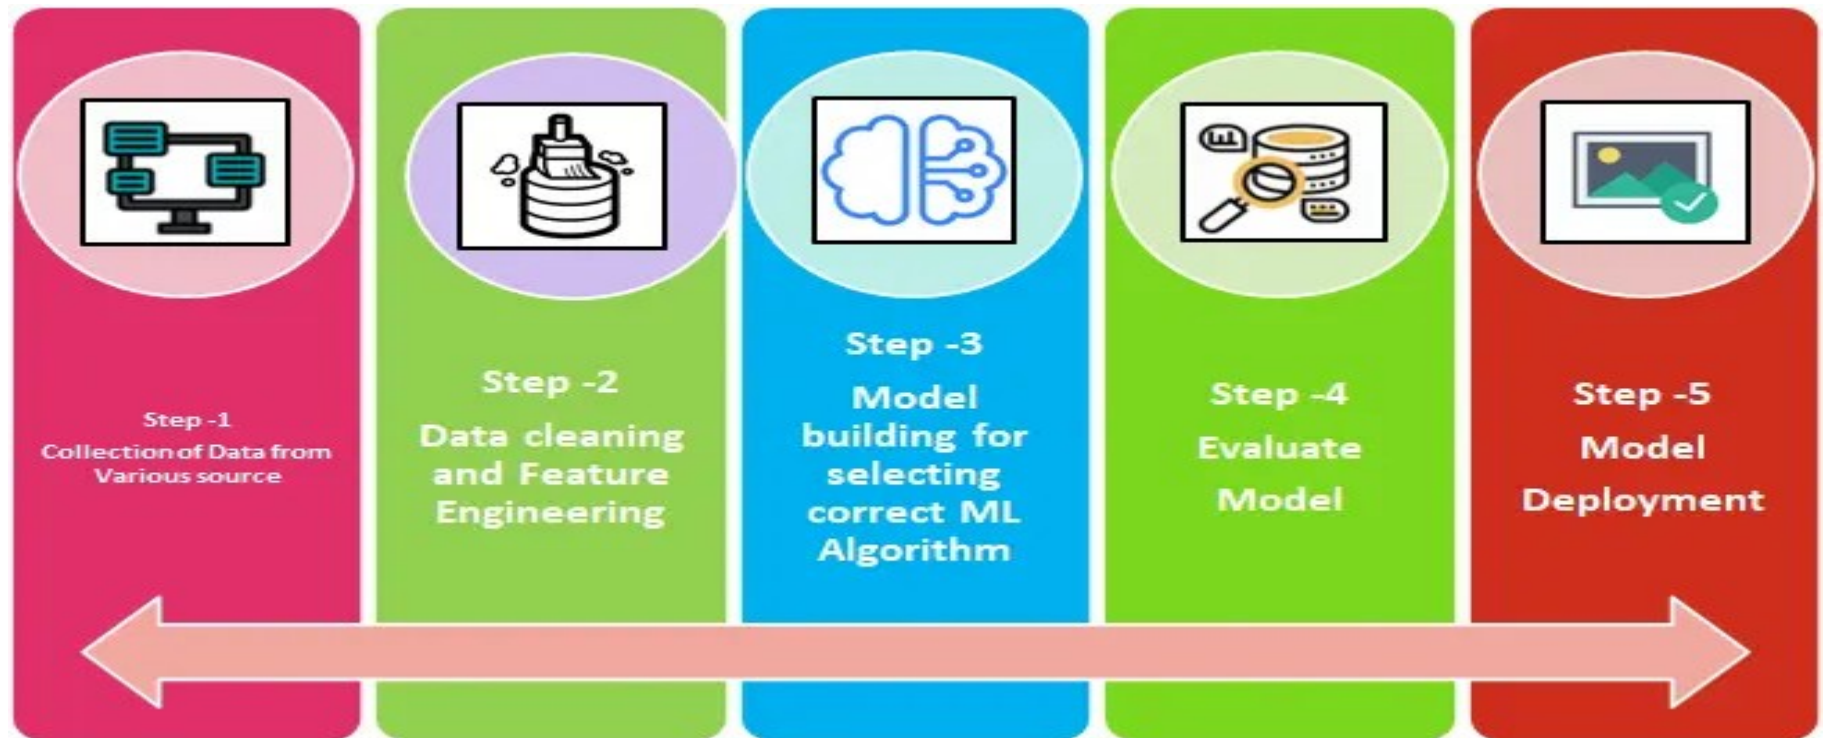 Step -1
Collection of Data from
Various source
Step -2
Data cleaning
and Feature
Engineering
Step -3
Model
building for
selecting
correct ML
Algorithm
Step -4
Evaluate
Model
Step -5
Model
Deployment